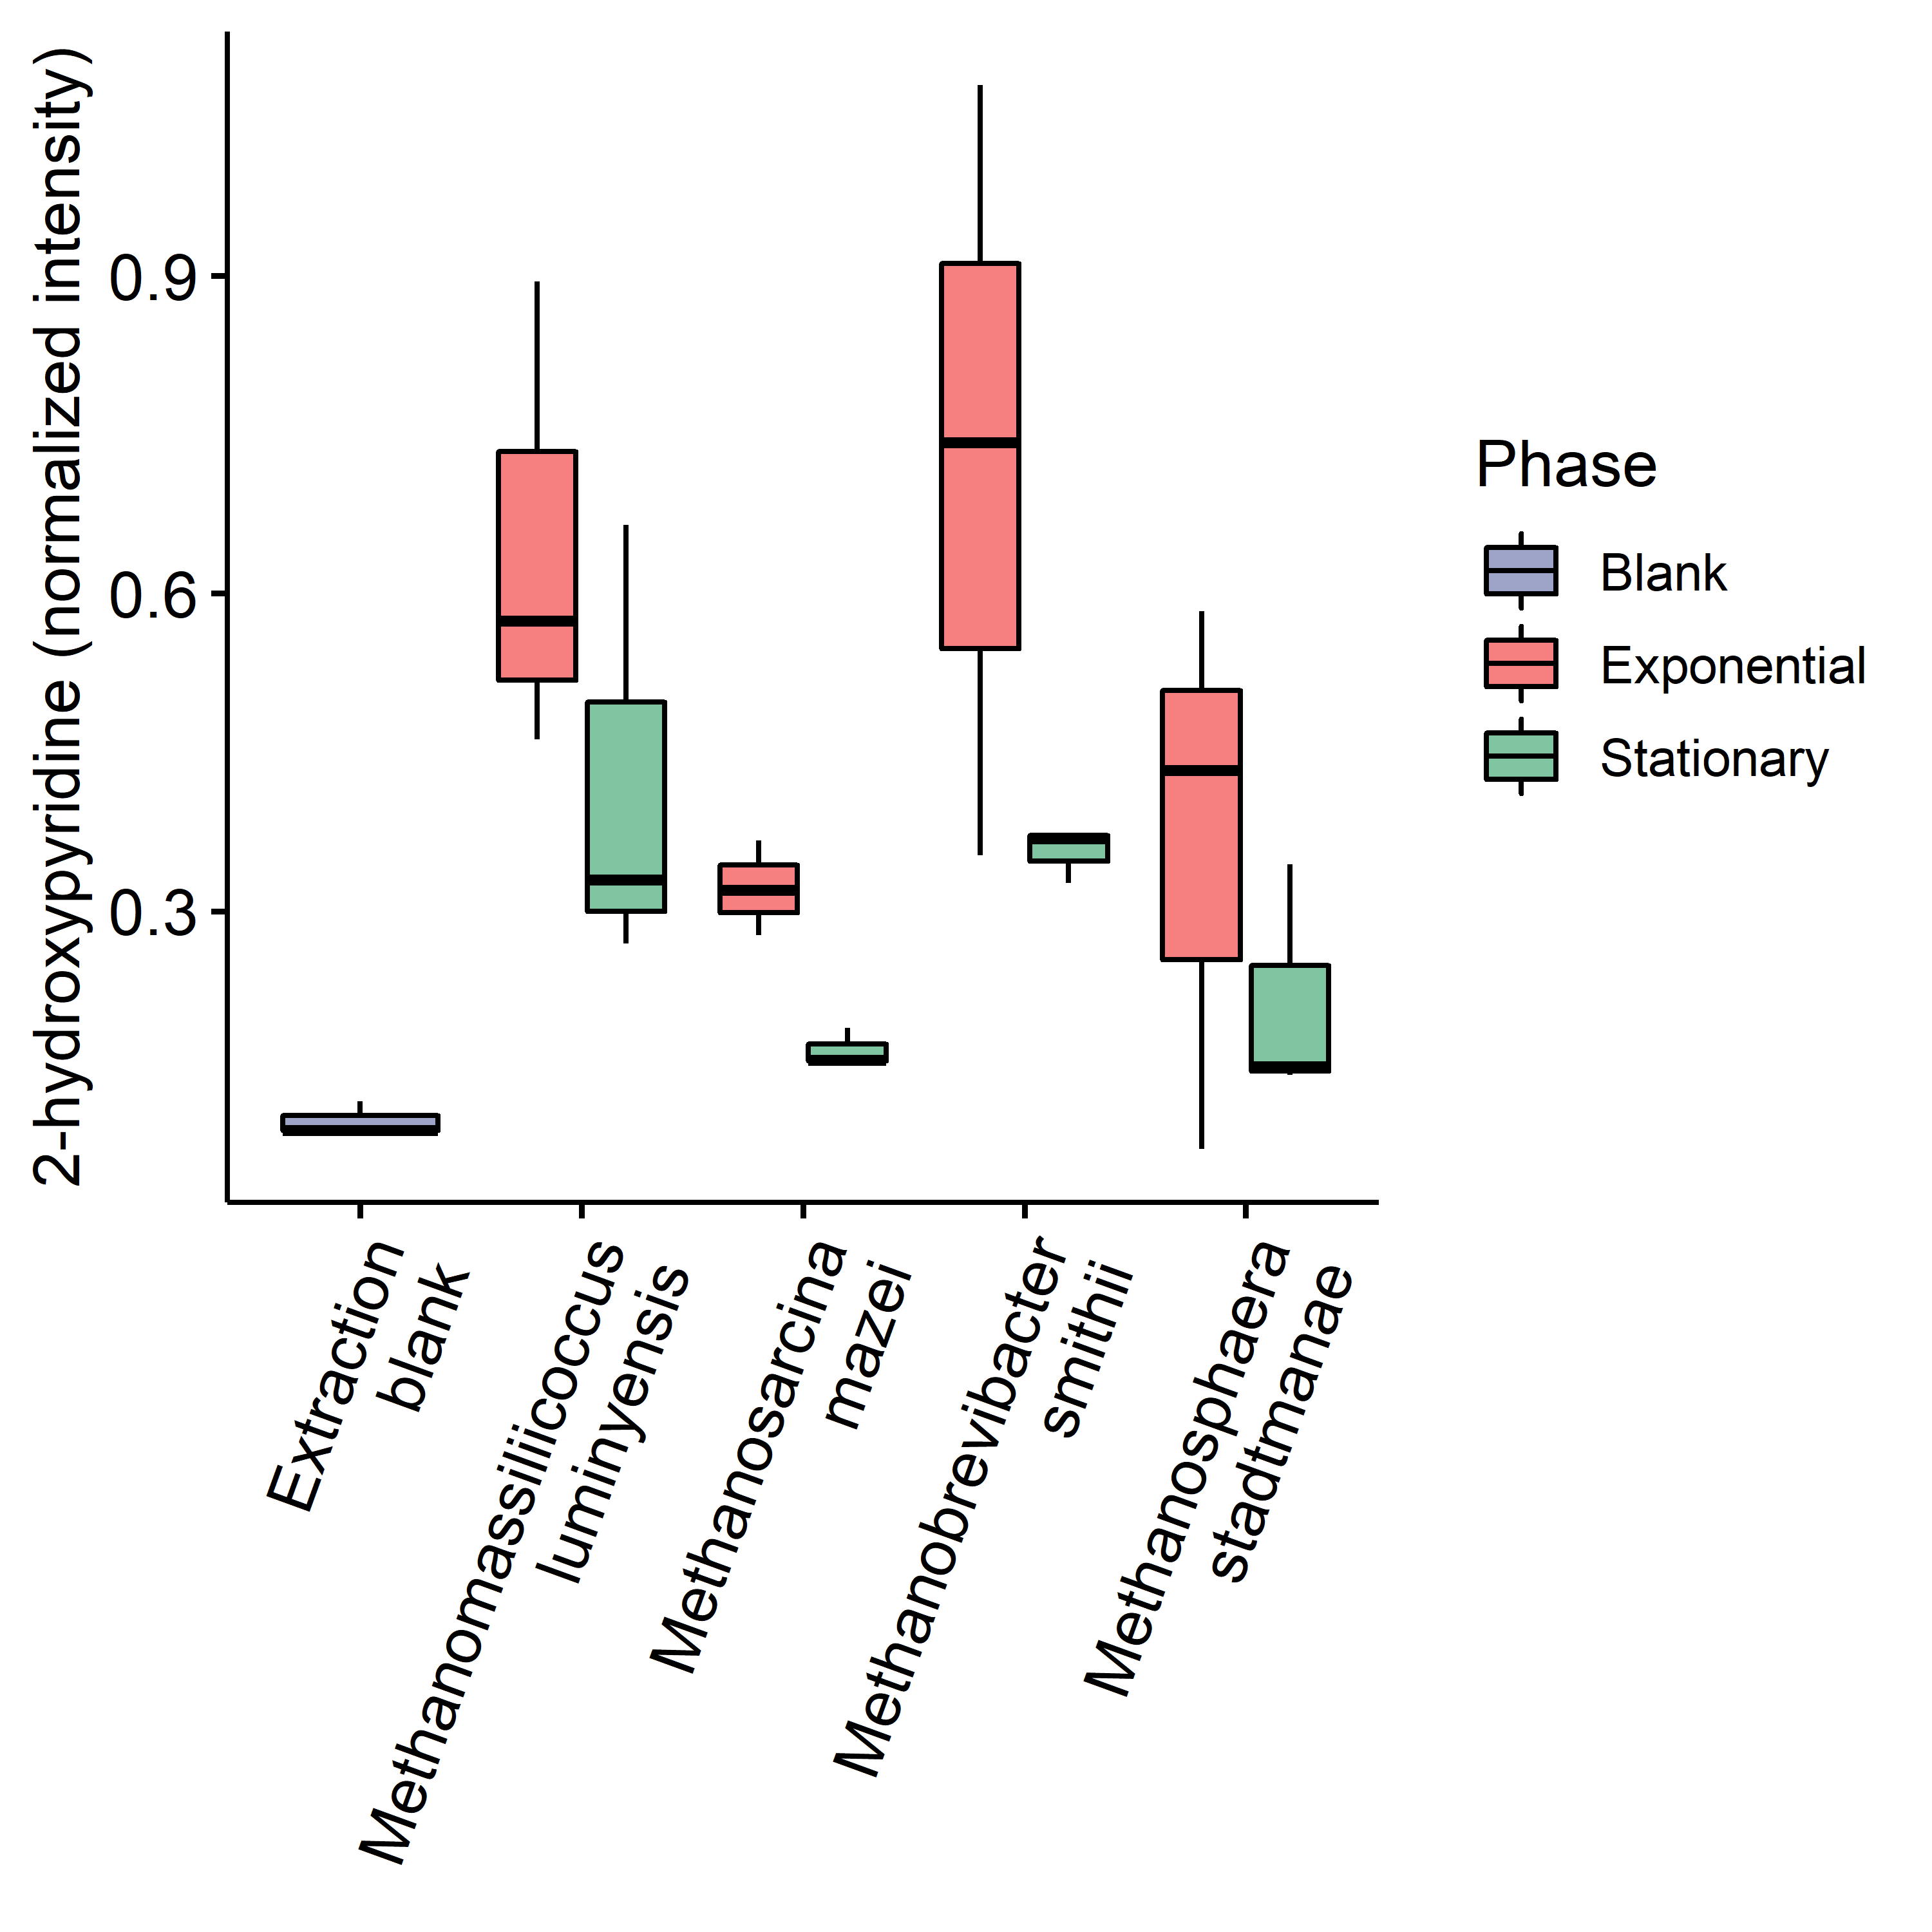 2-hydroxypyridine (normalized intensity)
0.9
0.6
0.3
Extraction
blank
Methanomassiliicoccus
luminyensis
Methanosarcina
mazei
Methanobrevibacter
smithii
Methanosphaera
stadtmanae
Phase
Blank
Exponential
Stationary